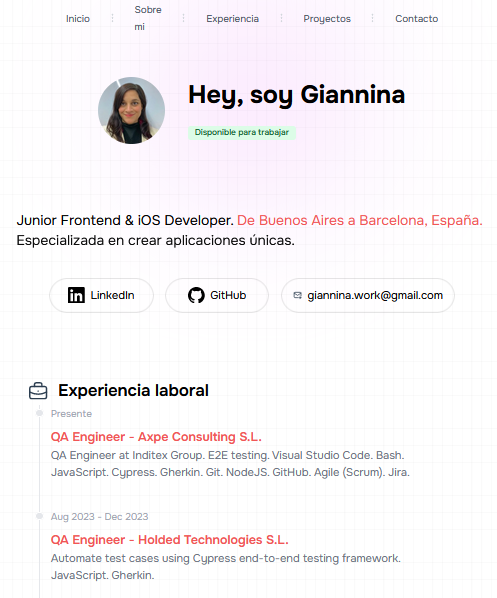 Inicio
Sobre mi
Experiencia
Proyectos
Contacto
Hey, soy Giannina
Disponible para trabajar
Junior Frontend & iOS Developer. De Buenos Aires a Barcelona, España.
Especializada en crear aplicaciones únicas.
LinkedIn
GitHub
giannina.work@gmail.com
Experiencia laboral
Presente
QA Engineer - Axpe Consulting S.L.
QA Engineer at Inditex Group. E2E testing. Visual Studio Code. Bash.
JavaScript. Cypress. Gherkin. Git. NodeJS. GitHub. Agile (Scrum). Jira.
Aug 2023 - Dec 2023
QA Engineer - Holded Technologies S.L.
Automate test cases using Cypress end-to-end testing framework.
JavaScript. Gherkin.